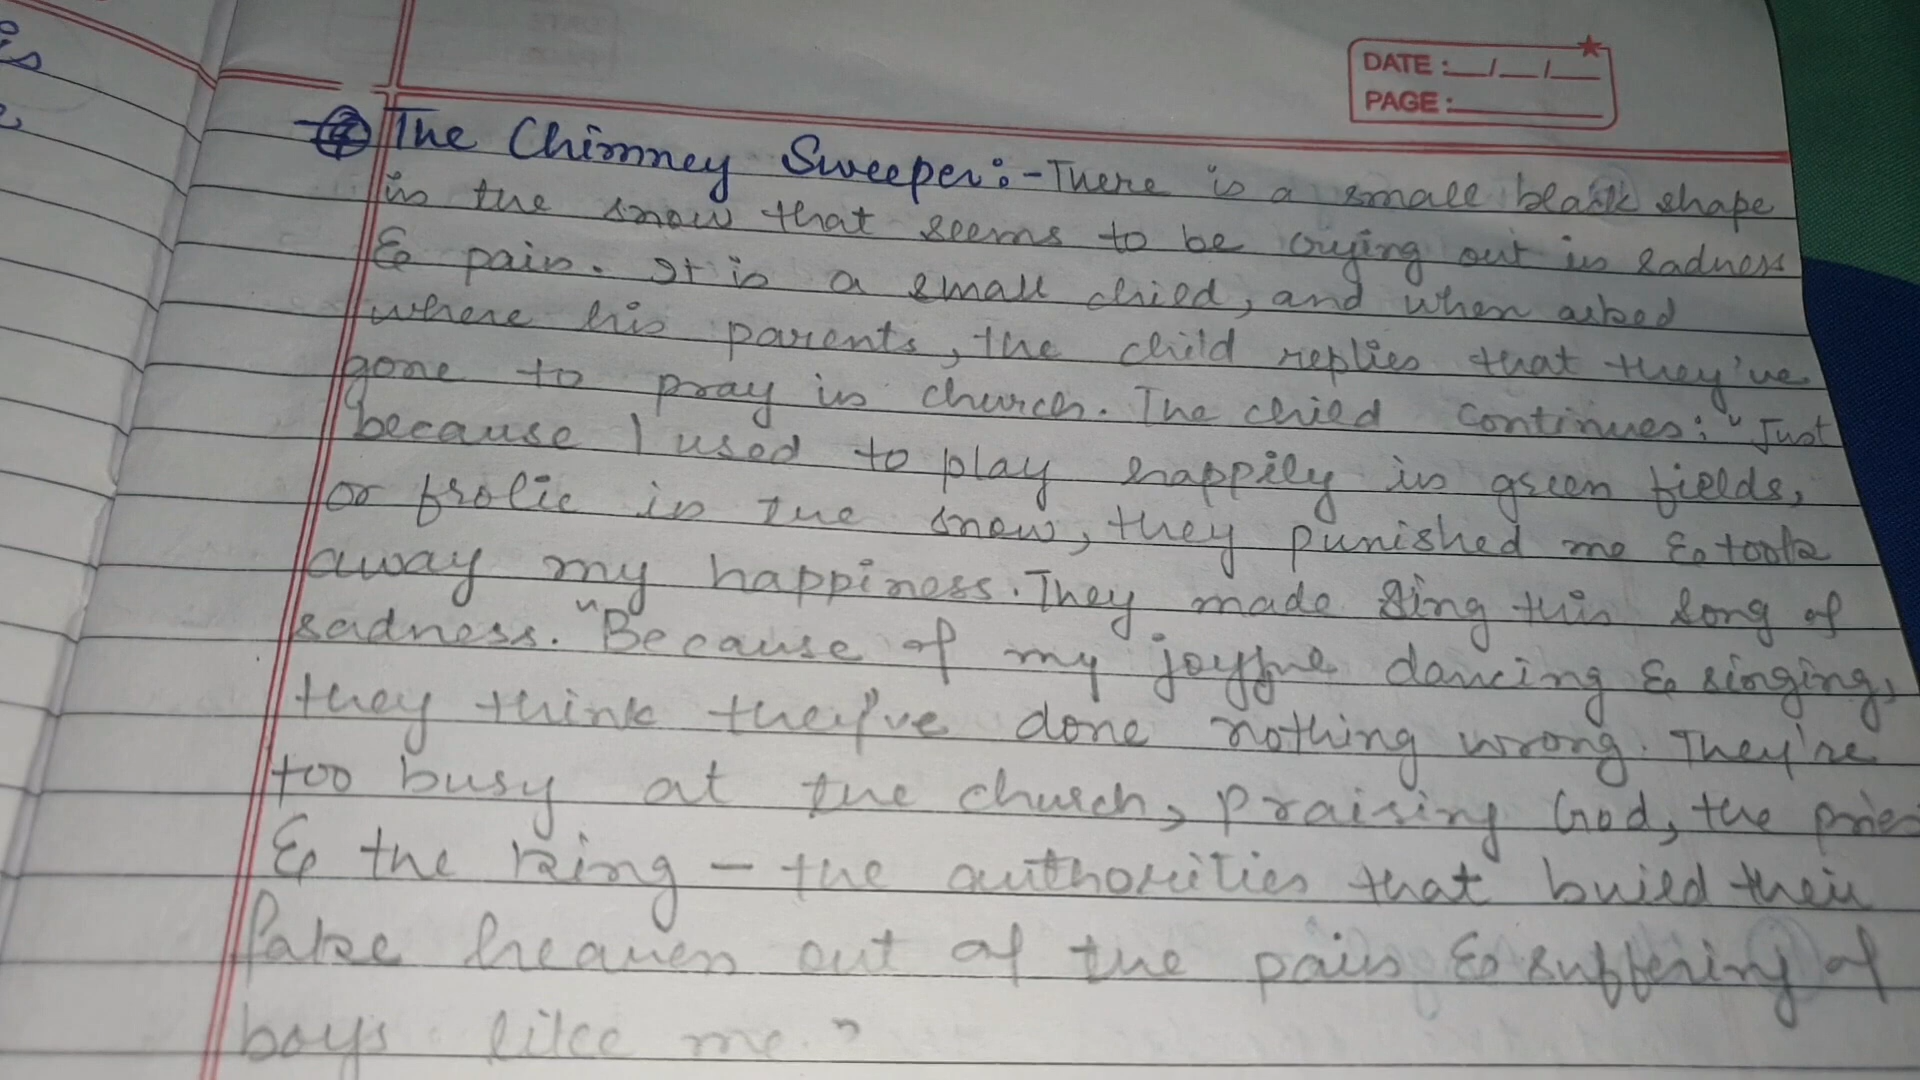 is
DATE : __/__/__
PAGE :
④ The Chimney Sweeper :- There is a small black shape
in the snow that seems to be crying out in sadness
& pain. It is a small child, and when asked
where his parents, the child replies that they've
gone to pray in church. The child continues: "Just
because I used to play happily in green fields,
or frolic in the snow, they punished me & took
away my happiness. They made sing this song of
sadness. "Because of my joyful dancing & singing,
they think they've done nothing wrong. They're
too busy at the church, praising God, the prie
& the king - the authorities that build their
fake heaven out of the pain & suffering of
boys like me."